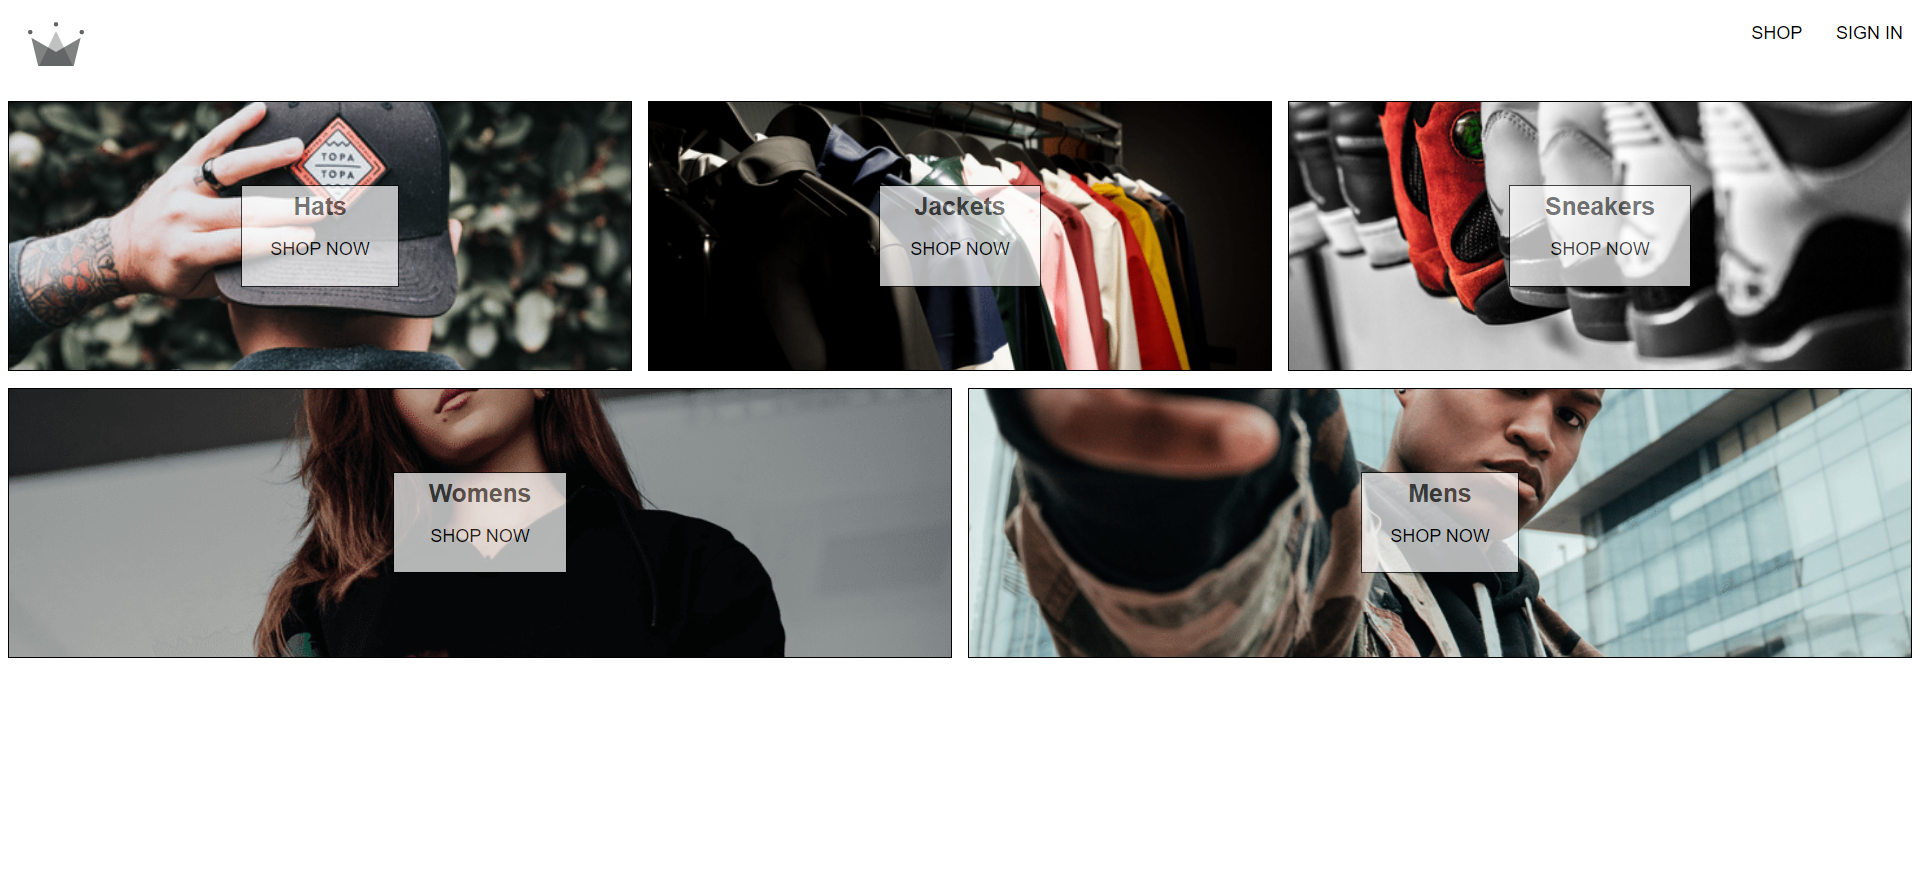 SHOP SIGN IN
TOPA
TOPA
Hats
SHOP NOW
Jackets
SHOP NOW
Sneakers
SHOP NOW
Womens
SHOP NOW
Mens
SHOP NOW